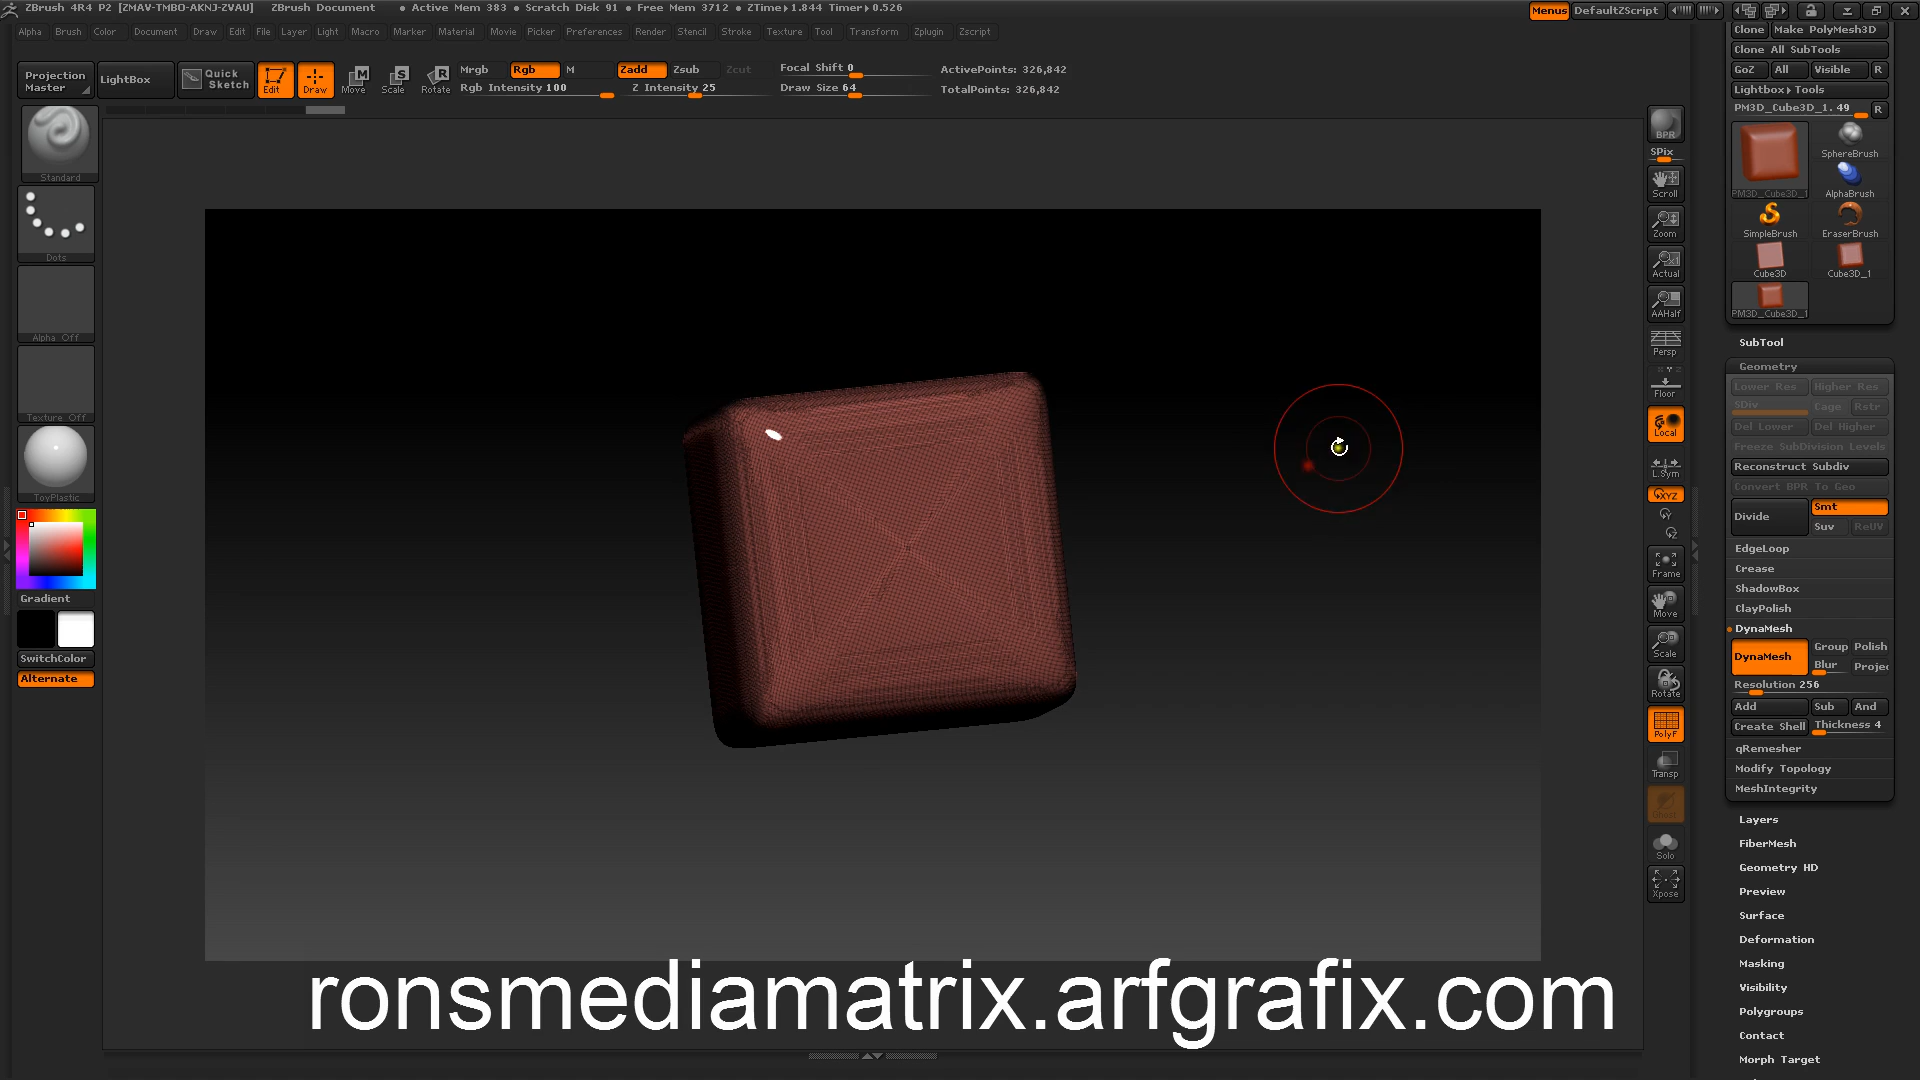 ZBrush 4R4 P2 [ZMAV-TMBO-AKNJ-ZVAU] ZBrush Document • Active Mem 383 • Scratch Disk 91 • Free Mem 3712 • ZTime▸1.844 Timer▸0.526 Menus DefaultZScript
Alpha Brush Color Document Draw Edit File Layer Light Macro Marker Material Movie Picker Preferences Render Stencil Stroke Texture Tool Transform Zplugin Zscript
Projection Master
LightBox
Quick Sketch
Edit
Draw
Move
Scale
Rotate
Mrgb Rgb M
Rgb Intensity 100
Zadd Zsub Zcut
Z Intensity 25
Focal Shift 0
Draw Size 64
ActivePoints: 326,842
TotalPoints: 326,842
Standard
Dots
Alpha Off
Texture Off
ToyPlastic
Gradient
SwitchColor
Alternate
ronsmediamatrix.arfgrafix.com
BPR
SPix
Scroll
Zoom
Actual
AAHalf
Persp
Floor
Local
L.Sym
XYZ
Y
Z
Frame
Move
Scale
Rotate
PolyF
Transp
Solo
Xpose
Clone Make PolyMesh3D
Clone All SubTools
GoZ All Visible R
Lightbox▸Tools
PM3D_Cube3D_1. 49 R
PM3D_Cube3D_1
SphereBrush
AlphaBrush
SimpleBrush EraserBrush
Cube3D Cube3D_1
PM3D_Cube3D_1
SubTool
Geometry
Lower Res Higher Res
SDiv Cage Rstr
Del Lower Del Higher
Freeze SubDivision Levels
Reconstruct Subdiv
Convert BPR To Geo
Divide Smt
Suv ReUV
EdgeLoop
Crease
ShadowBox
ClayPolish
DynaMesh
DynaMesh Group Polish
Blur Projec
Resolution 256
Add Sub And
Create Shell Thickness 4
qRemesher
Modify Topology
MeshIntegrity
Layers
FiberMesh
Geometry HD
Preview
Surface
Deformation
Masking
Visibility
Polygroups
Contact
Morph Target